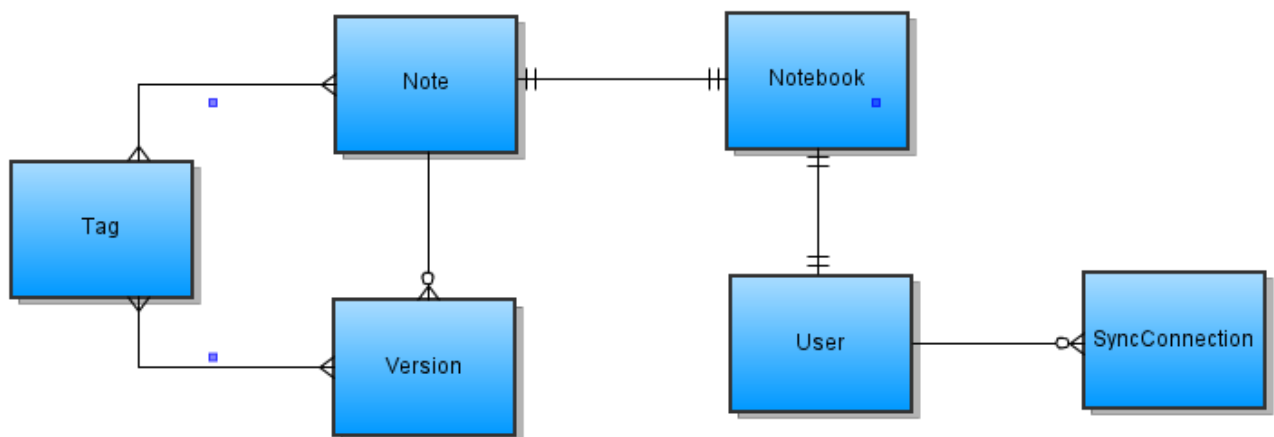 Note
Notebook
Tag
Version
User
SyncConnection